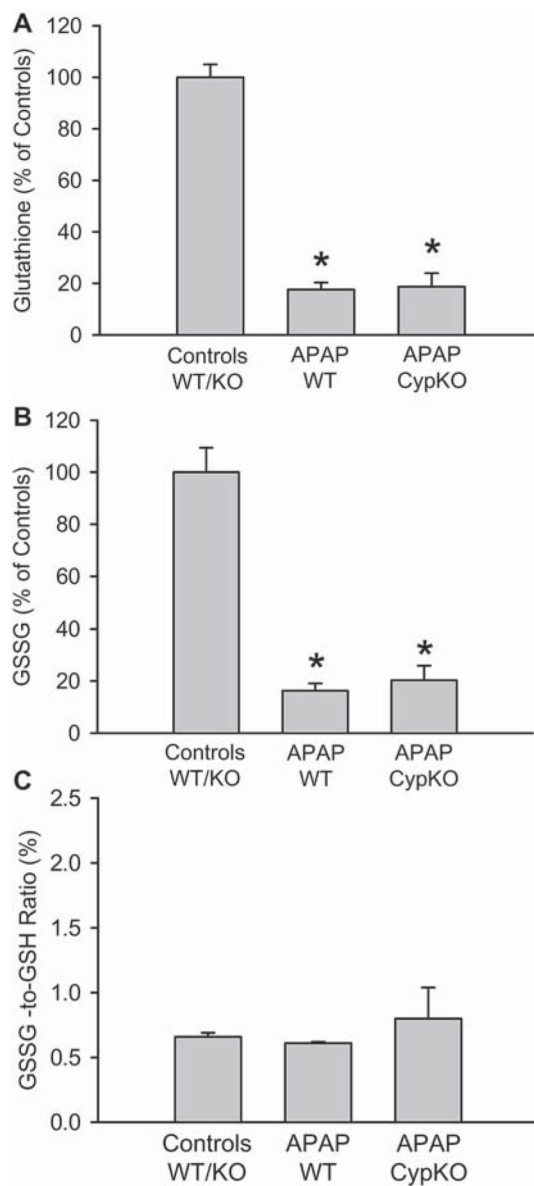 A
Glutathione (% of Controls)
120
100
80
60
40
20
0
*
*
Controls
WT/KO
APAP
WT
APAP
CypKO
B
GSSG (% of Controls)
120
100
80
60
40
20
0
*
*
Controls
WT/KO
APAP
WT
APAP
CypKO
C
GSSG -to-GSH Ratio (%)
2.5
2.0
1.5
1.0
0.5
0.0
Controls
WT/KO
APAP
WT
APAP
CypKO